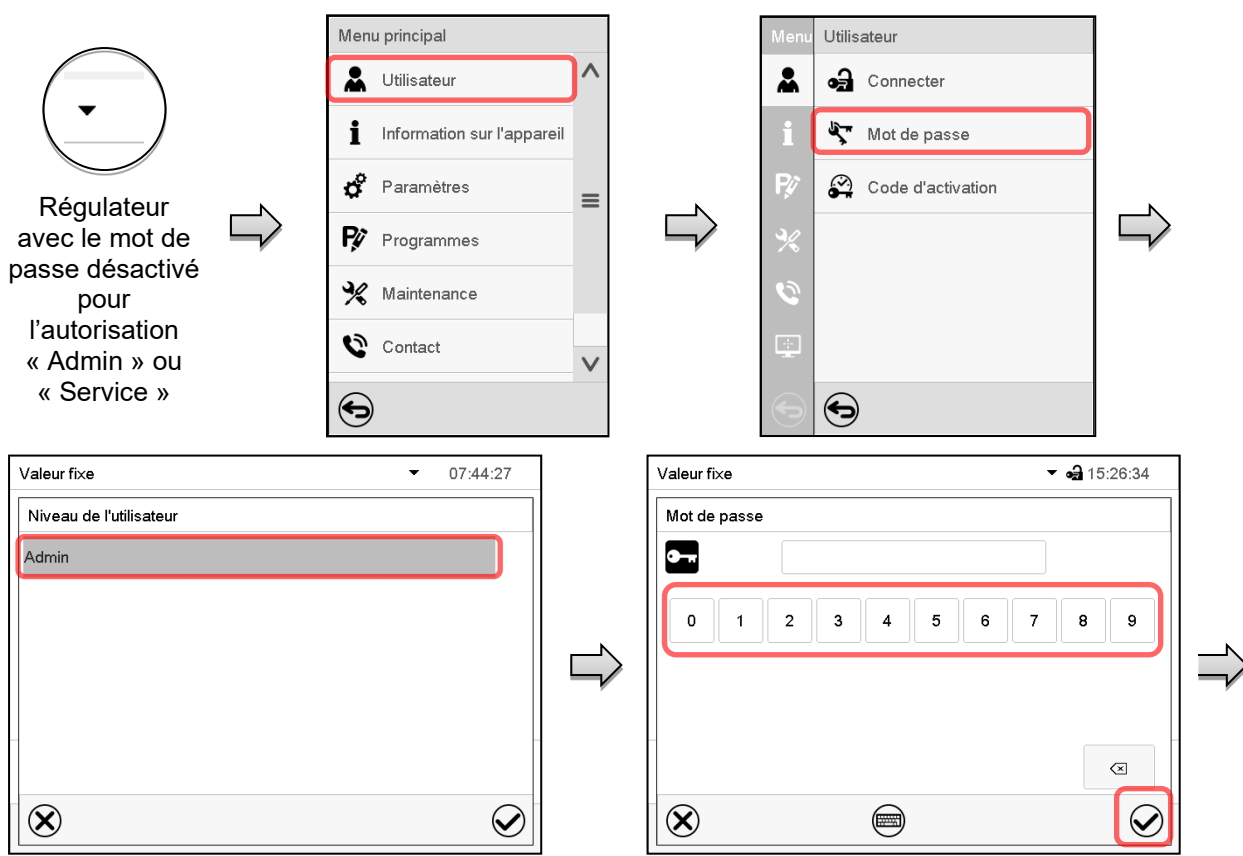 Régulateur
avec le mot de
passe désactivé
pour
l’autorisation
« Admin » ou
« Service »
Menu principal
Utilisateur
Information sur l'appareil
Paramètres
Programmes
Maintenance
Contact
Menu
Utilisateur
Connecter
Mot de passe
Code d'activation
Valeur fixe 07:44:27
Niveau de l'utilisateur
Admin
Valeur fixe 15:26:34
Mot de passe
0 1 2 3 4 5 6 7 8 9